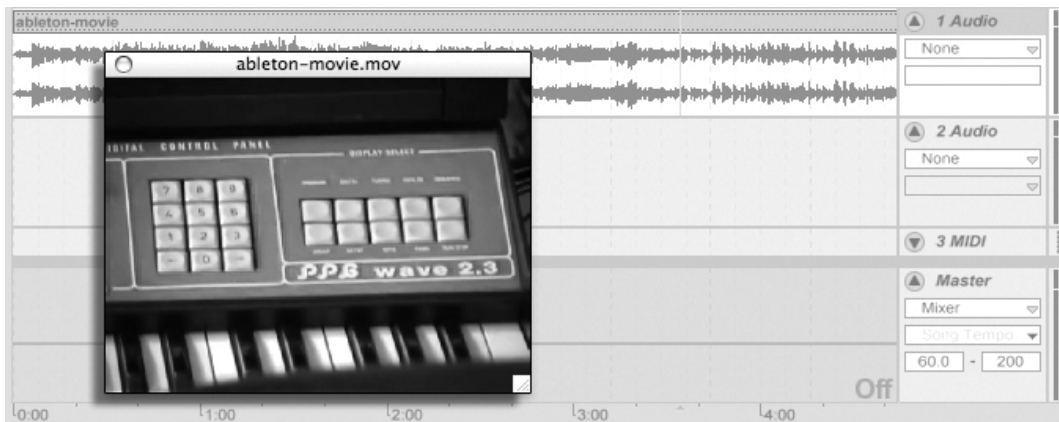 ableton-movie
1 Audio
None
ableton-movie.mov
2 Audio
None
DIGITAL CONTROL PANEL
DISPLAY SELECT
7 8 9
4 5 6
1 2 3
0
PPG wave 2.3
3 MIDI
Master
Mixer
Song Tempo
60.0 - 200
Off
0:00 1:00 2:00 3:00 4:00